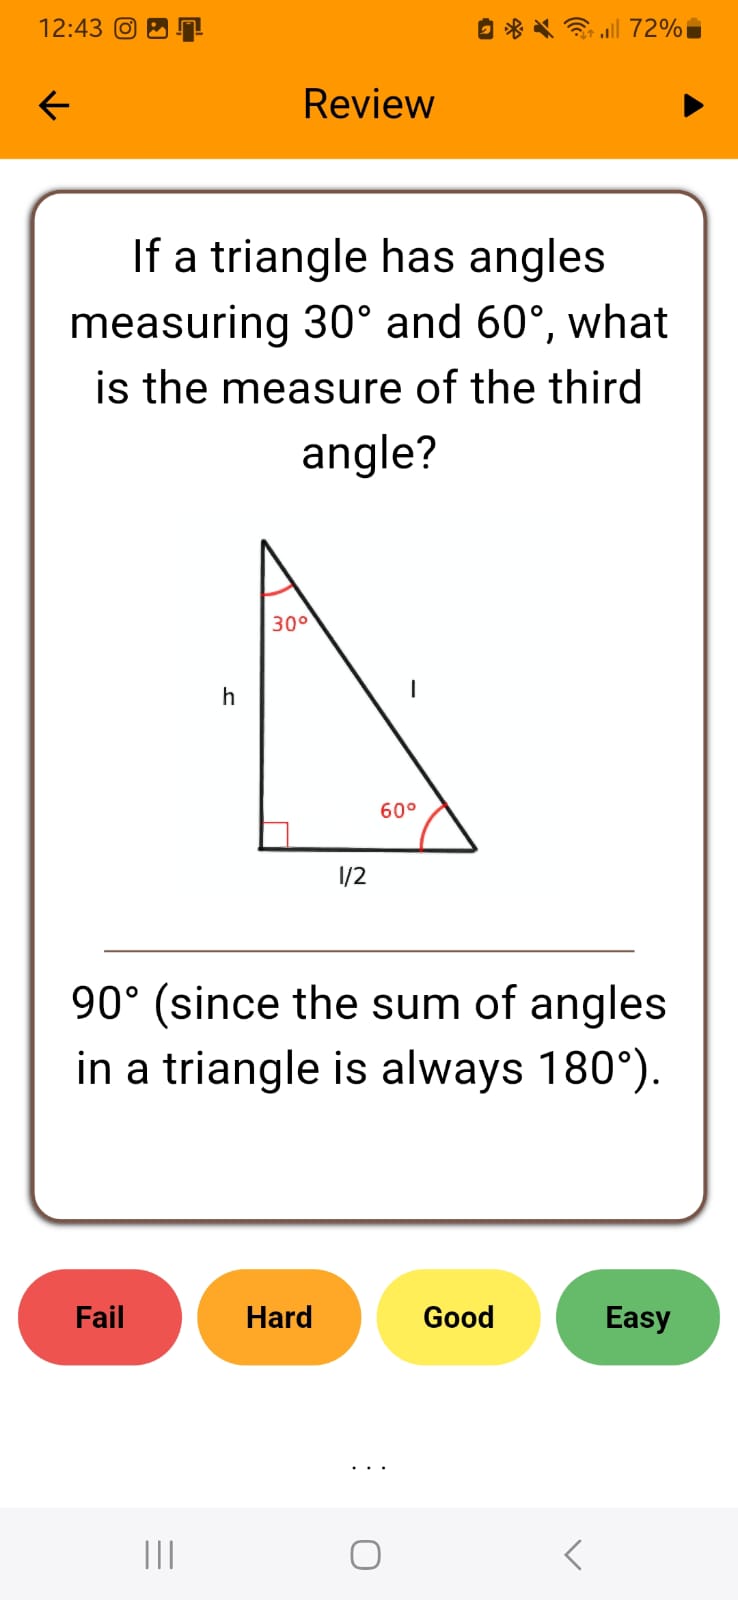 12:43 72%
Review
If a triangle has angles
measuring 30° and 60°, what
is the measure of the third
angle?
30°
h
l
60°
l/2
90° (since the sum of angles
in a triangle is always 180°).
Fail Hard Good Easy
...